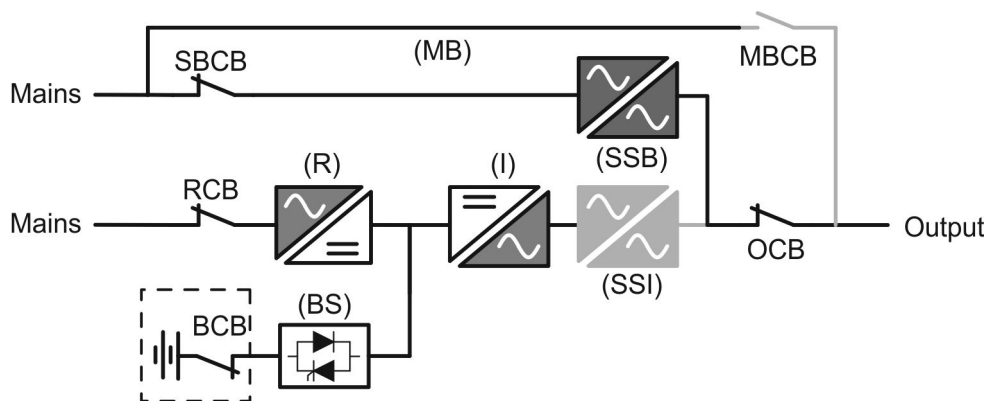 (MB)
MBCB
SBCB
Mains
(SSB)
(R)
(I)
RCB
Mains
Output
OCB
(SSI)
(BS)
BCB